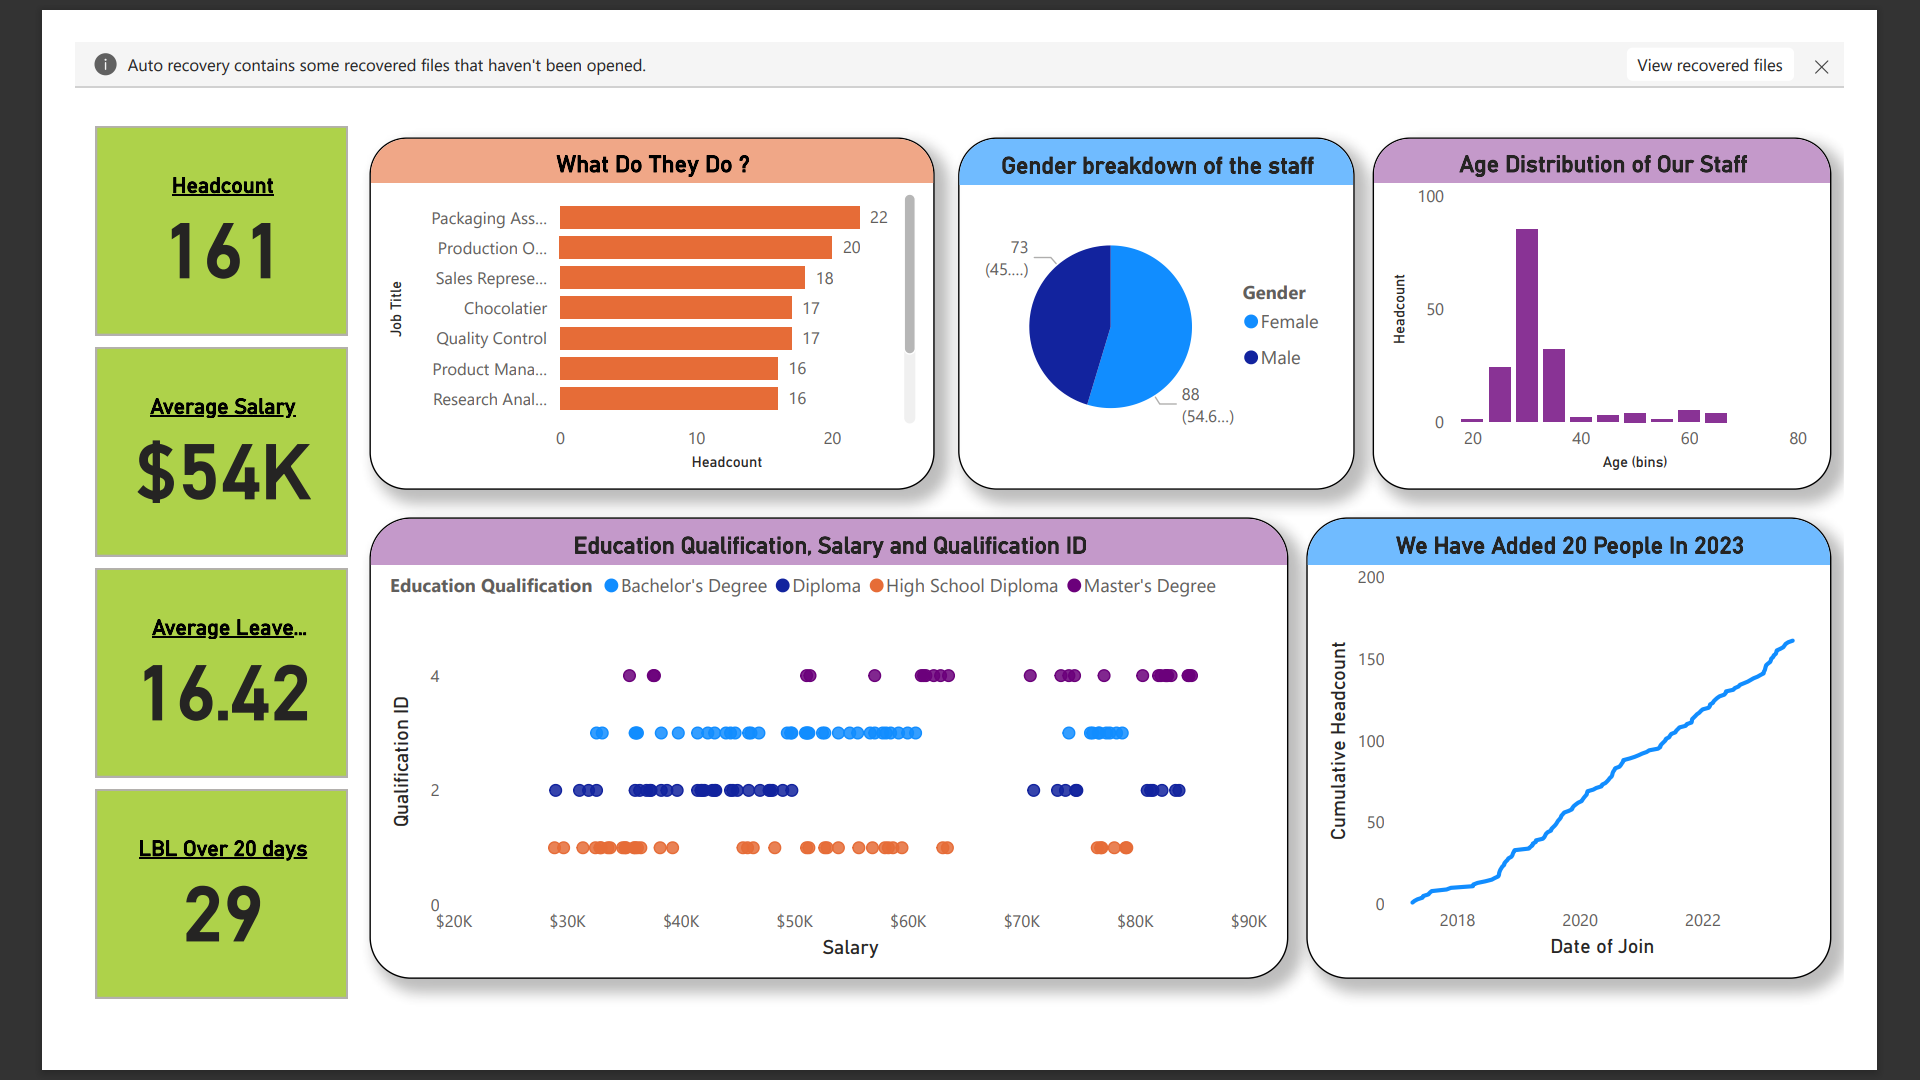 Auto recovery contains some recovered files that haven't been opened.
View recovered files
Headcount
161
Average Salary
$54K
Average Leave...
16.42
LBL Over 20 days
29
What Do They Do ?
Job Title
Packaging Ass... 22
Production O... 20
Sales Represe... 18
Chocolatier 17
Quality Control 17
Product Mana... 16
Research Anal... 16
0 10 20
Headcount
Gender breakdown of the staff
73
(45....)
88
(54.6...)
Gender
Female
Male
Age Distribution of Our Staff
Headcount
100
50
0
20 40 60 80
Age (bins)
Education Qualification, Salary and Qualification ID
Education Qualification Bachelor's Degree Diploma High School Diploma Master's Degree
Qualification ID
4
2
0
$20K $30K $40K $50K $60K $70K $80K $90K
Salary
We Have Added 20 People In 2023
Cumulative Headcount
200
150
100
50
0
2018 2020 2022
Date of Join